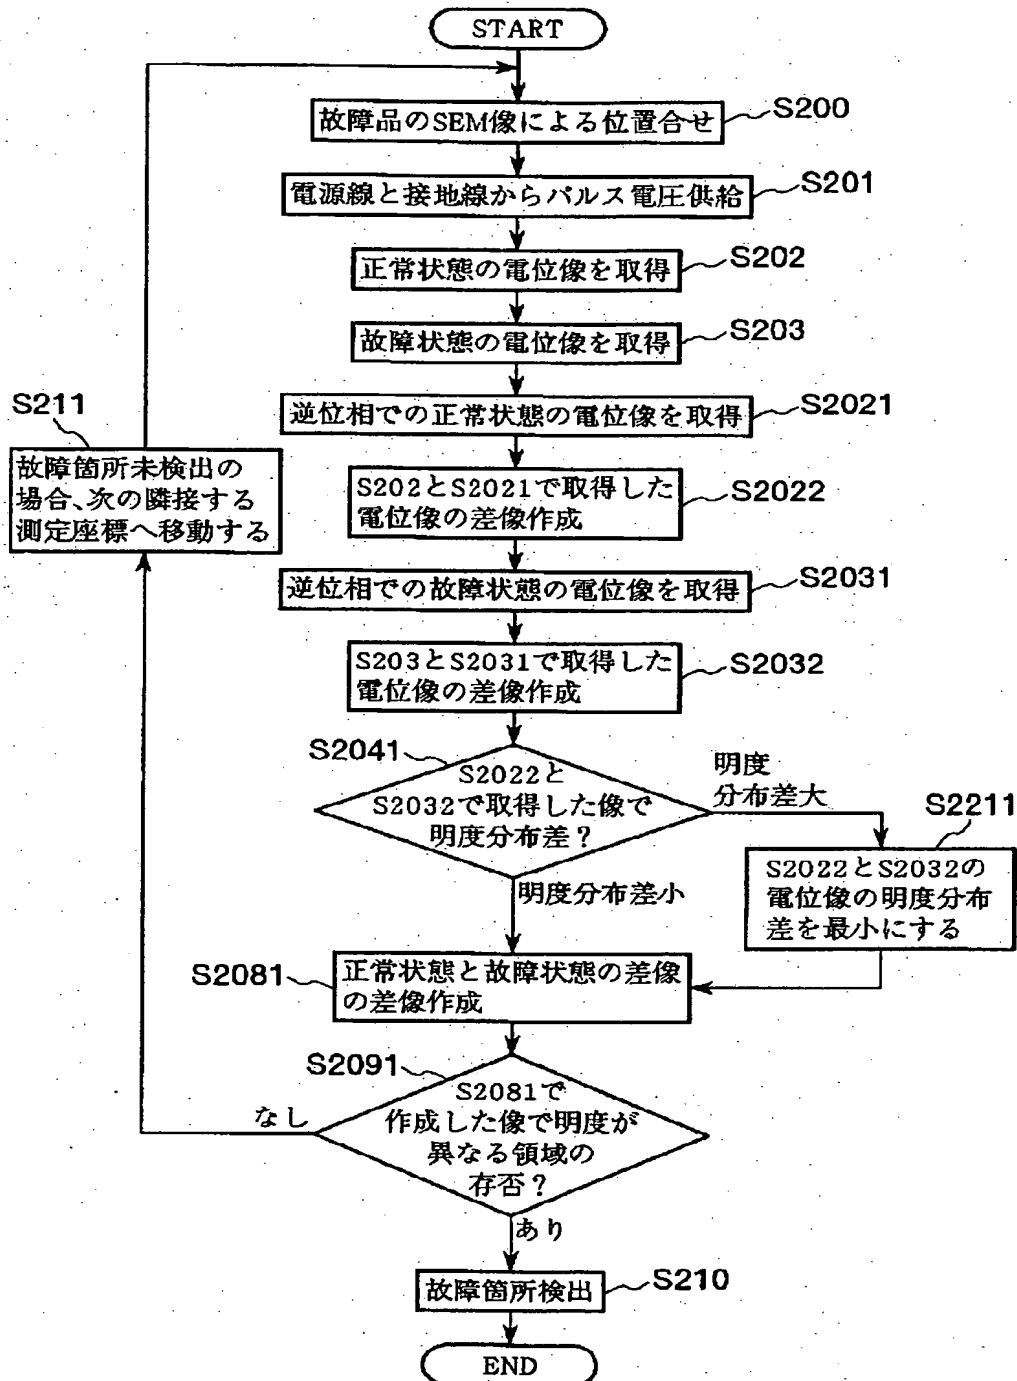 START
故障品のSEM像による位置合せ
S200
電源線と接地線からパルス電圧供給
S201
正常状態の電位像を取得
S202
故障状態の電位像を取得
S203
逆位相での正常状態の電位像を取得
S2021
S202とS2021で取得した
電位像の差像作成
S2022
逆位相での故障状態の電位像を取得
S2031
S203とS2031で取得した
電位像の差像作成
S2032
S2041
S2022と
S2032で取得した像で
明度分布差?
明度
分布差大
S2211
S2022とS2032の
電位像の明度分布
差を最小にする
明度分布差小
S2081
正常状態と故障状態の差像
の差像作成
S2091
S2081で
作成した像で明度が
異なる領域の
存否?
なし
S211
故障箇所未検出の
場合、次の隣接する
測定座標へ移動する
あり
故障箇所検出
S210
END